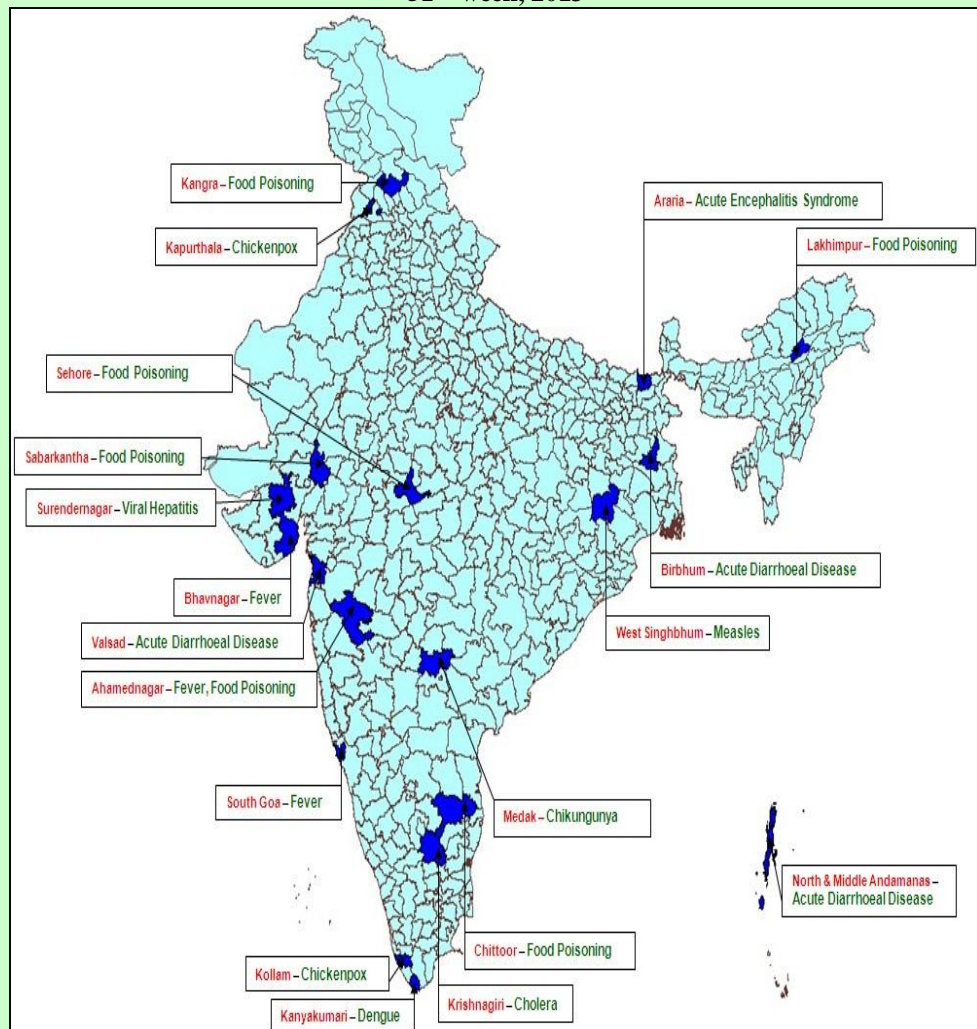 Kangra – Food Poisoning
Araria – Acute Encephalitis Syndrome
Kapurthala – Chickenpox
Lakhimpur – Food Poisoning
Sehore – Food Poisoning
Sabarkantha – Food Poisoning
Surendernagar – Viral Hepatitis
Bhavnagar – Fever
Birbhum – Acute Diarrhoeal Disease
Valsad – Acute Diarrhoeal Disease
West Singhbhum – Measles
Ahamednagar – Fever, Food Poisoning
South Goa – Fever
Medak – Chikungunya
North & Middle Andamanas –
Acute Diarrhoeal Disease
Chittoor – Food Poisoning
Kollam – Chickenpox
Krishnagiri – Cholera
Kanyakumari – Dengue